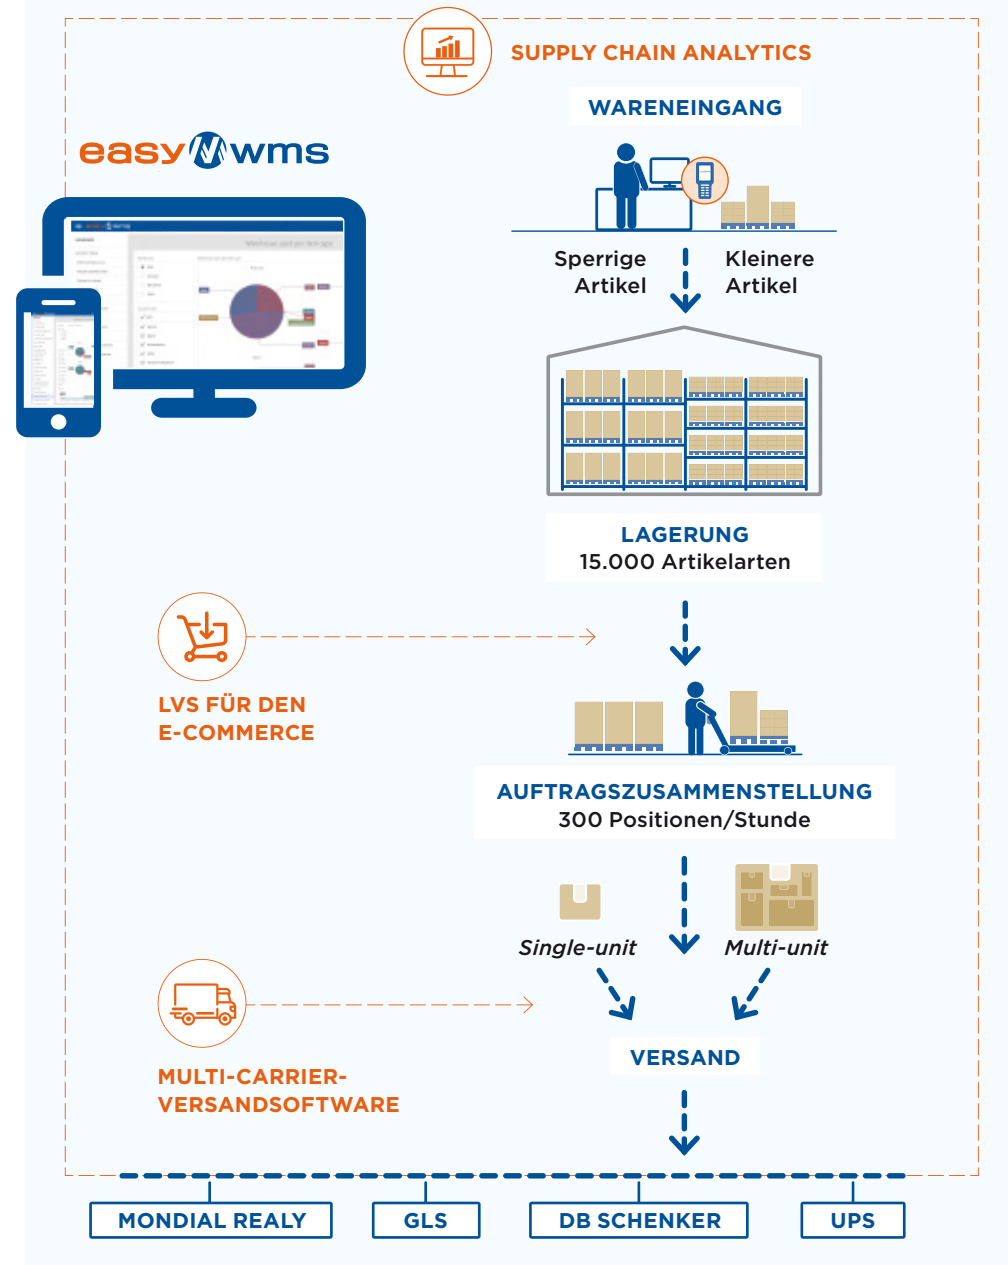 SUPPLY CHAIN ANALYTICS
WARENEINGANG
easy wms
Sperrige
Artikel
Kleinere
Artikel
LAGERUNG
15.000 Artikelarten
LVS FÜR DEN
E-COMMERCE
AUFTRAGSZUSAMMENSTELLUNG
300 Positionen/Stunde
Single-unit
Multi-unit
VERSAND
MULTI-CARRIER-
VERSANDSOFTWARE
MONDIAL REALY
GLS
DB SCHENKER
UPS